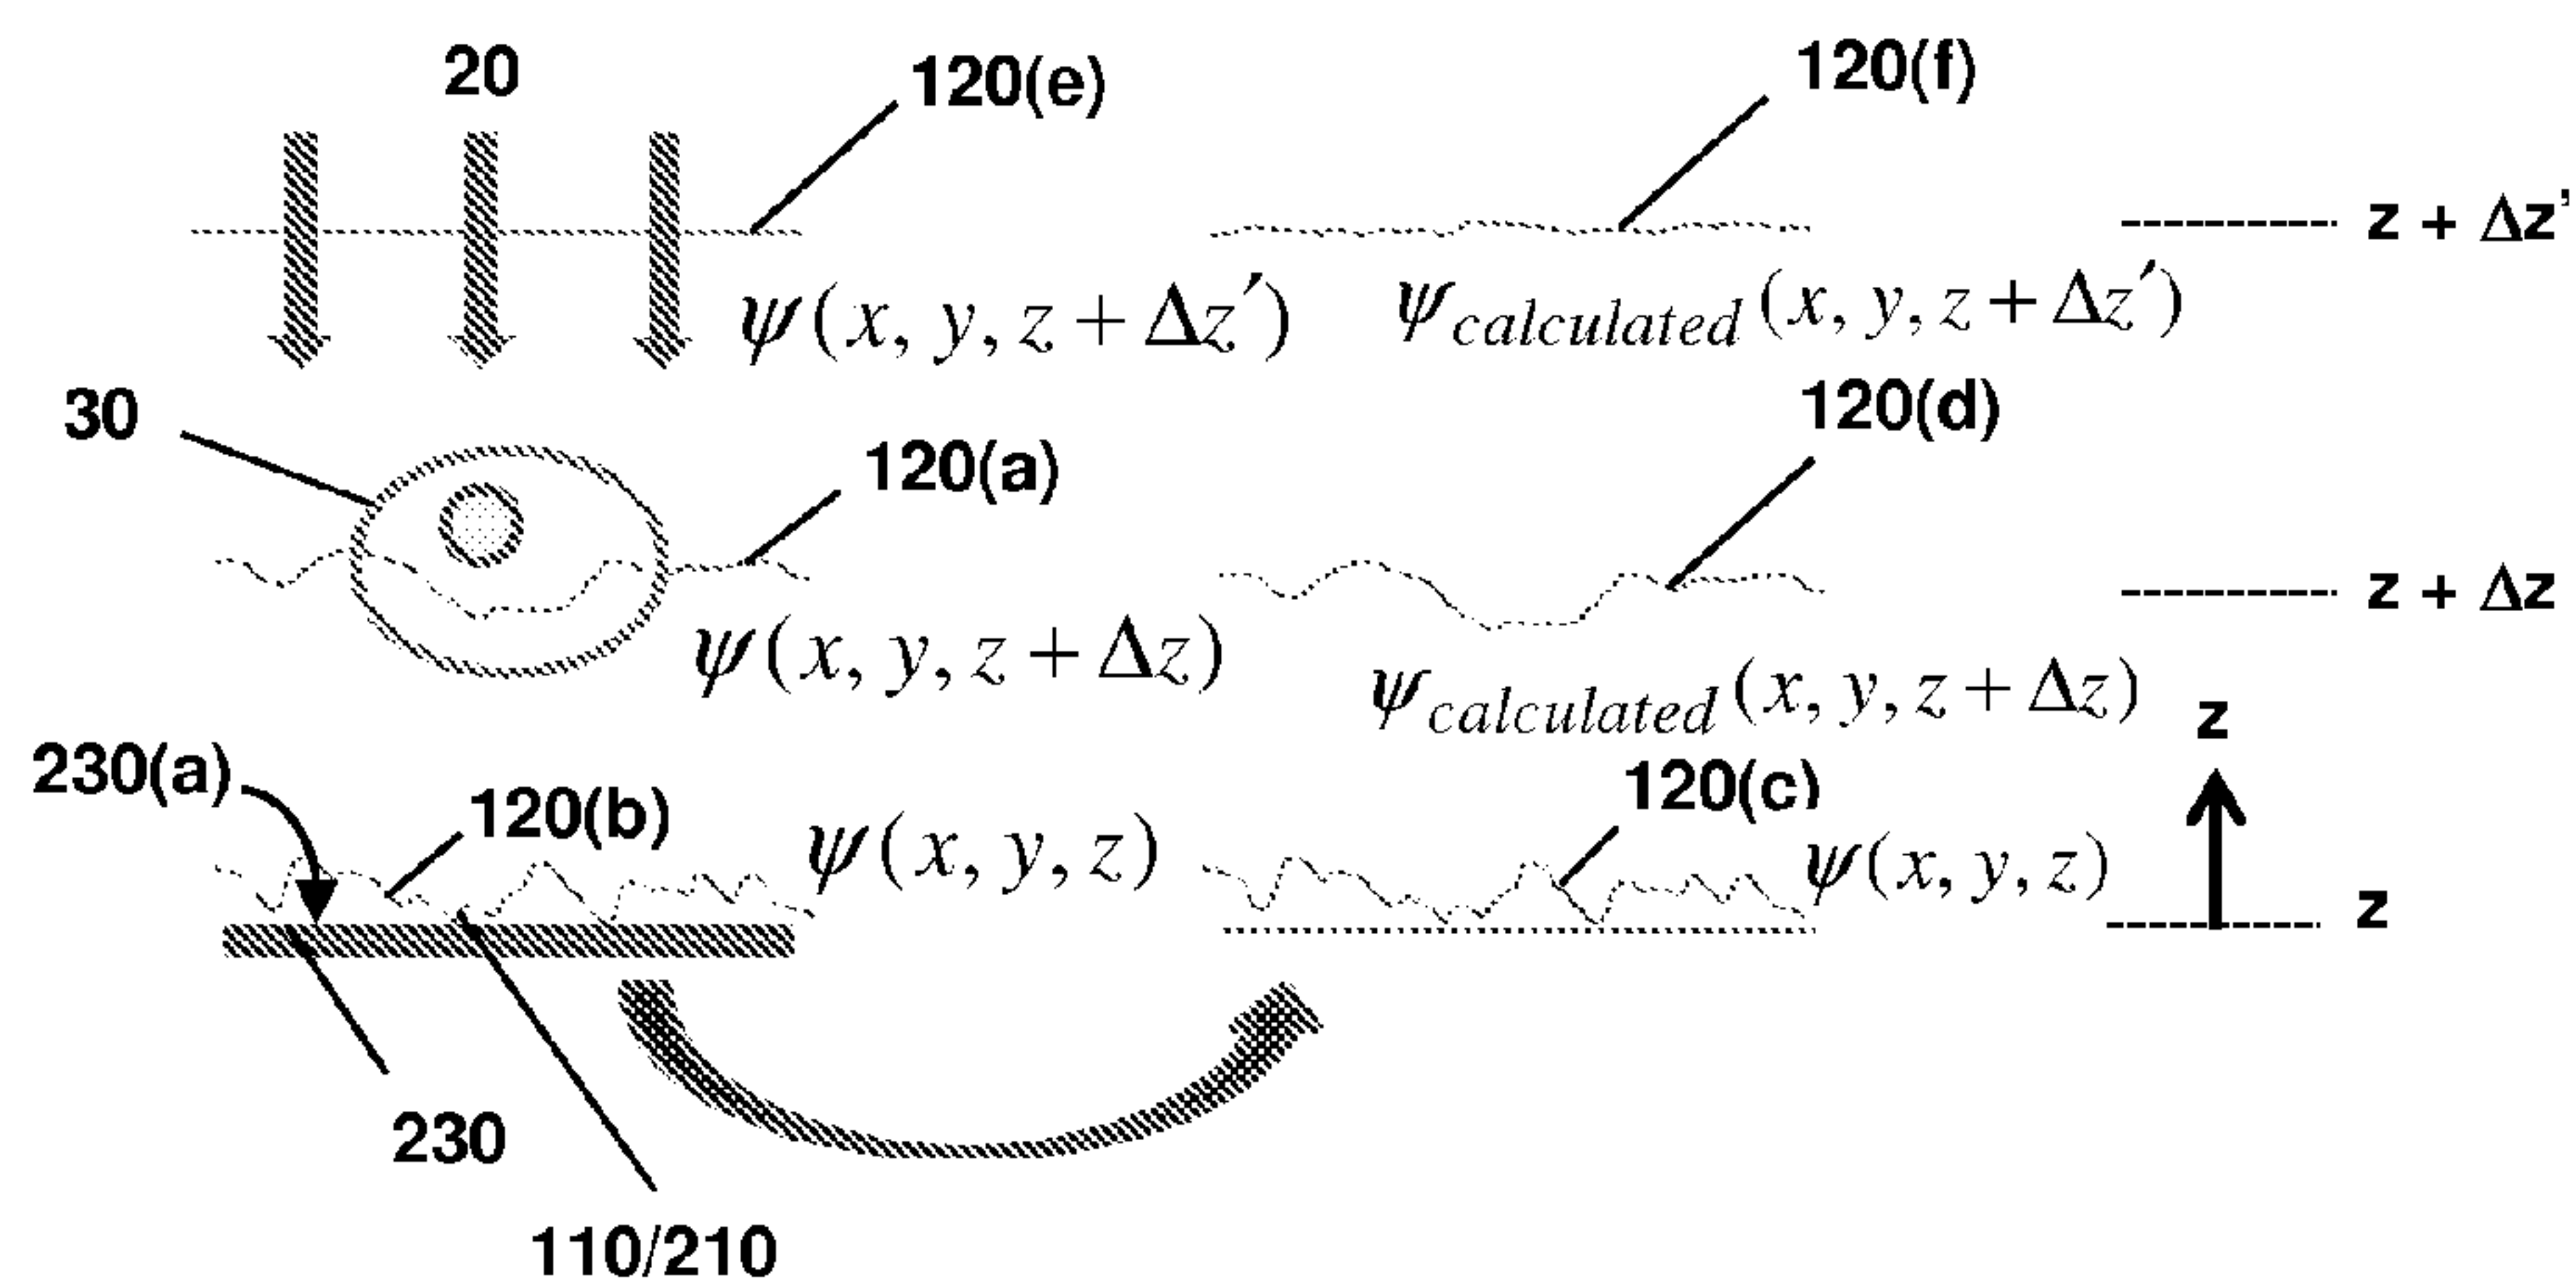 20
120(e)
120(f)
z + Δz'
ψ(x, y, z + Δz′)
ψcalculated(x, y, z + Δz′)
30
120(a)
120(d)
z + Δz
ψ(x, y, z + Δz)
ψcalculated(x, y, z + Δz)
z
230(a)
120(b)
120(c)
ψ(x, y, z)
ψ(x, y, z)
z
230
110/210